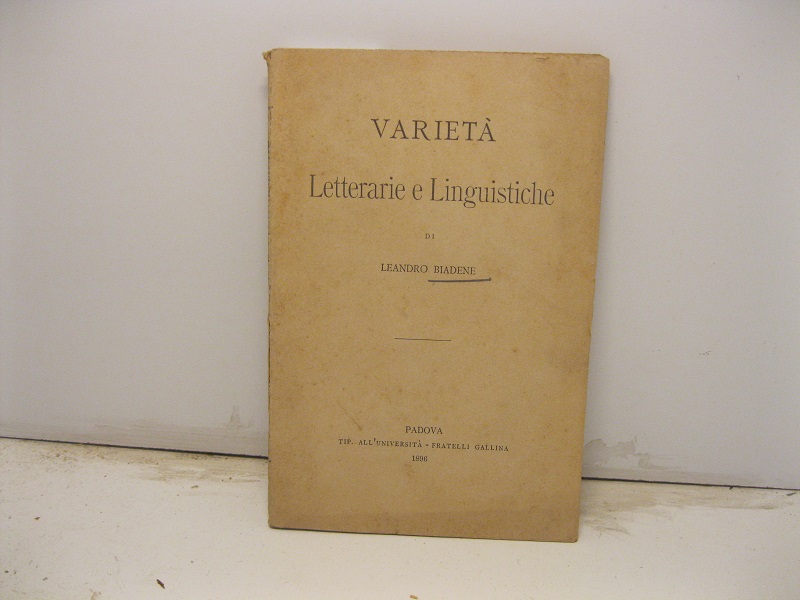 VARIETÀ
Letterarie e Linguistiche
DI
LEANDRO BIADENE
PADOVA
TIP. ALL'UNIVERSITÀ - FRATELLI GALLINA
1896